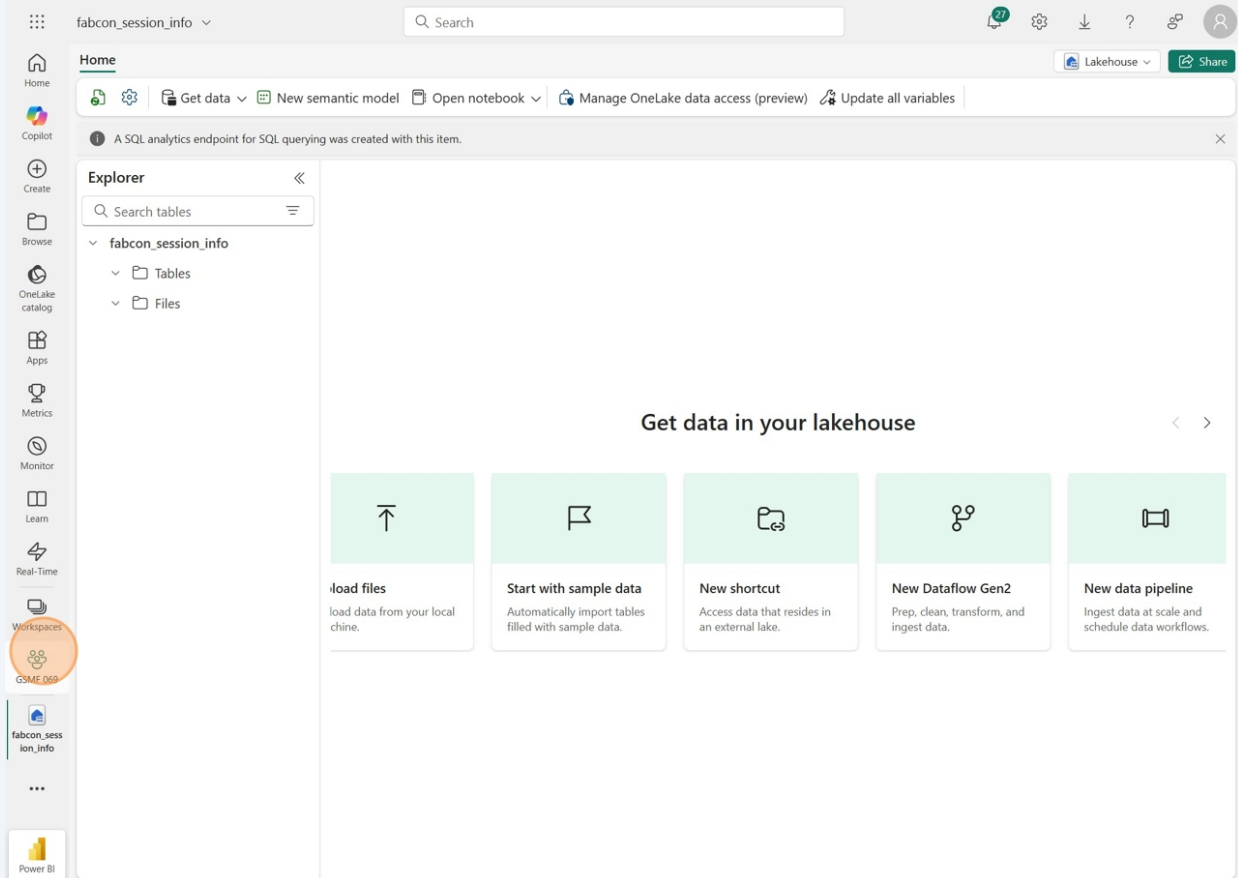 fabcon_session_info
Search
27
Home
Lakehouse
Share
Get data
New semantic model
Open notebook
Manage OneLake data access (preview)
Update all variables
A SQL analytics endpoint for SQL querying was created with this item.
Home
Copilot
Create
Browse
OneLake
catalog
Apps
Metrics
Monitor
Learn
Real-Time
Workspaces
GSMF 069
fabcon_sess
ion_info
Power BI
Explorer
Search tables
fabcon_session_info
Tables
Files
Get data in your lakehouse
load files
load data from your local
chine.
Start with sample data
Automatically import tables
filled with sample data.
New shortcut
Access data that resides in
an external lake.
New Dataflow Gen2
Prep, clean, transform, and
ingest data.
New data pipeline
Ingest data at scale and
schedule data workflows.